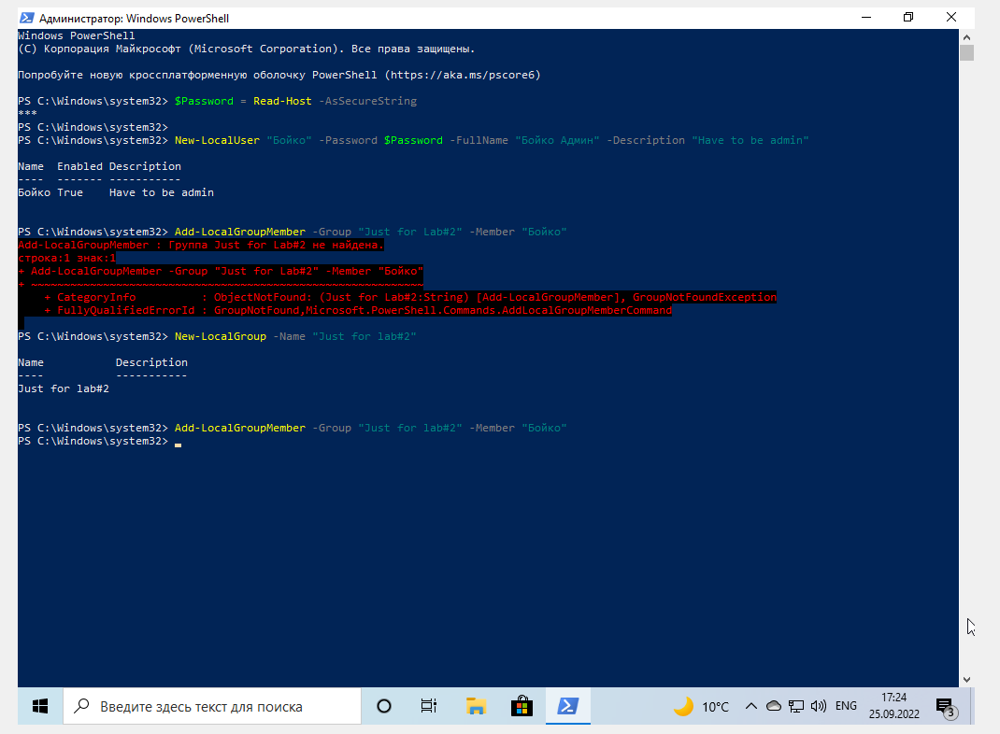 Администратор: Windows PowerShell
Windows PowerShell
(C) Корпорация Майкрософт (Microsoft Corporation). Все права защищены.
Попробуйте новую кроссплатформенную оболочку PowerShell (https://aka.ms/pscore6)
PS C:\Windows\system32> $Password = Read-Host -AsSecureString
***
PS C:\Windows\system32>
PS C:\Windows\system32> New-LocalUser "Бойко" -Password $Password -FullName "Бойко Админ" -Description "Have to be admin"
Name  Enabled Description
----  ------- -----------
Бойко True    Have to be admin
PS C:\Windows\system32> Add-LocalGroupMember -Group "Just for Lab#2" -Member "Бойко"
Add-LocalGroupMember : Группа Just for Lab#2 не найдена.
строка:1 знак:1
+ Add-LocalGroupMember -Group "Just for Lab#2" -Member "Бойко"
+ ~~~~~~~~~~~~~~~~~~~~~~~~~~~~~~~~~~~~~~~~~~~~~~~~~~~~~~~~~~~~
    + CategoryInfo          : ObjectNotFound: (Just for Lab#2:String) [Add-LocalGroupMember], GroupNotFoundException
    + FullyQualifiedErrorId : GroupNotFound,Microsoft.PowerShell.Commands.AddLocalGroupMemberCommand
PS C:\Windows\system32> New-LocalGroup -Name "Just for lab#2"
Name           Description
----           -----------
Just for lab#2
PS C:\Windows\system32> Add-LocalGroupMember -Group "Just for lab#2" -Member "Бойко"
PS C:\Windows\system32>
Введите здесь текст для поиска
10°C
ENG
17:24
25.09.2022
3